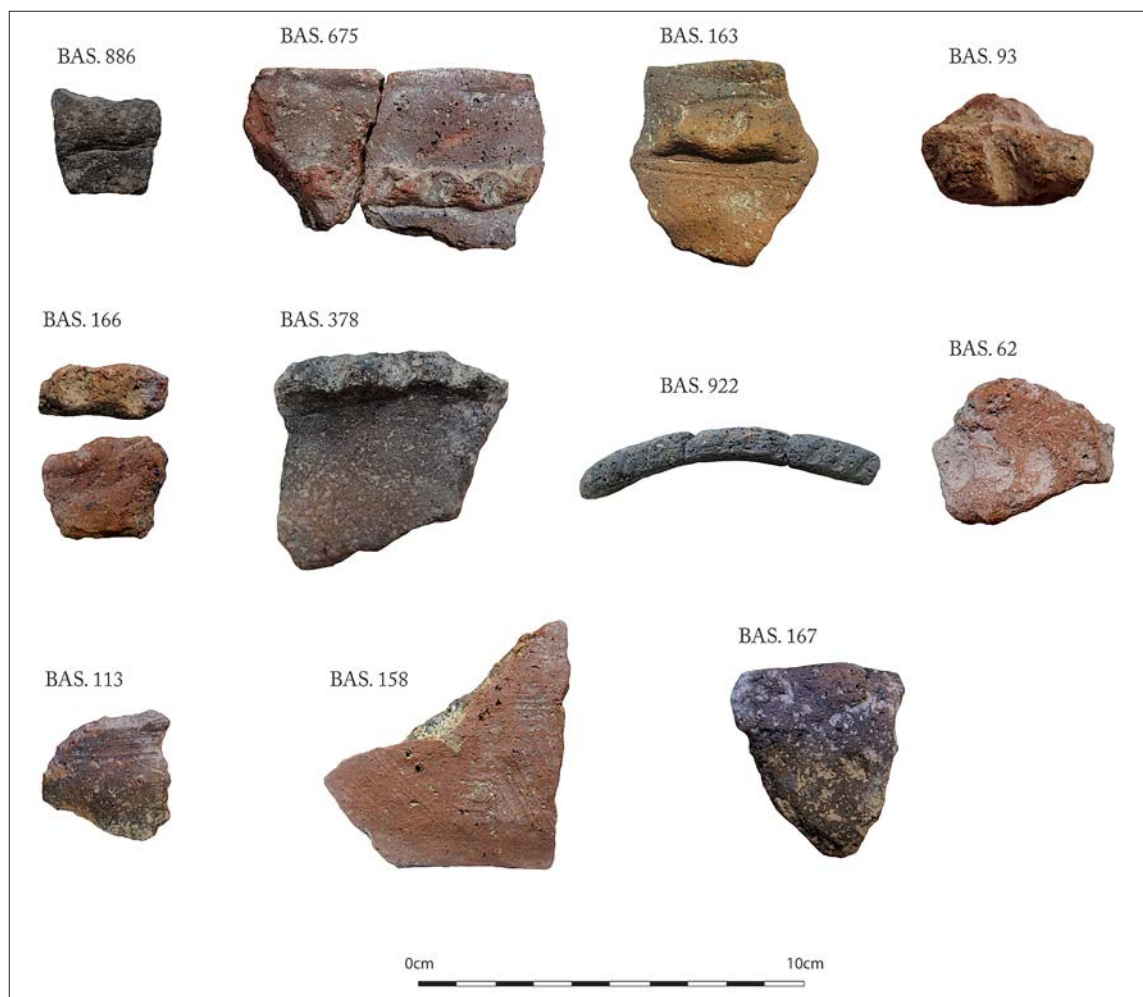 BAS. 886
BAS. 675
BAS. 163
BAS. 93
BAS. 166
BAS. 378
BAS. 922
BAS. 62
BAS. 113
BAS. 158
BAS. 167
0cm 10cm